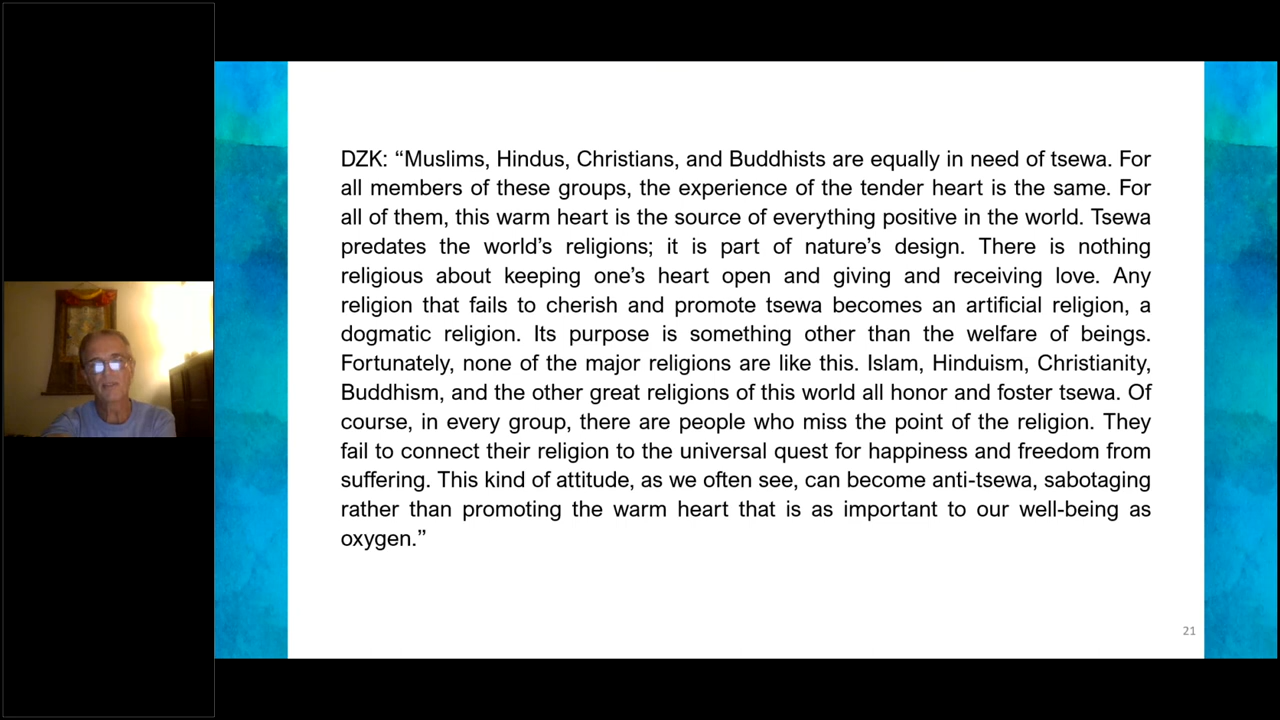 DZK: “Muslims, Hindus, Christians, and Buddhists are equally in need of tsewa. For
all members of these groups, the experience of the tender heart is the same. For
all of them, this warm heart is the source of everything positive in the world. Tsewa
predates the world’s religions; it is part of nature’s design. There is nothing
religious about keeping one’s heart open and giving and receiving love. Any
religion that fails to cherish and promote tsewa becomes an artificial religion, a
dogmatic religion. Its purpose is something other than the welfare of beings.
Fortunately, none of the major religions are like this. Islam, Hinduism, Christianity,
Buddhism, and the other great religions of this world all honor and foster tsewa. Of
course, in every group, there are people who miss the point of the religion. They
fail to connect their religion to the universal quest for happiness and freedom from
suffering. This kind of attitude, as we often see, can become anti-tsewa, sabotaging
rather than promoting the warm heart that is as important to our well-being as
oxygen.”
21